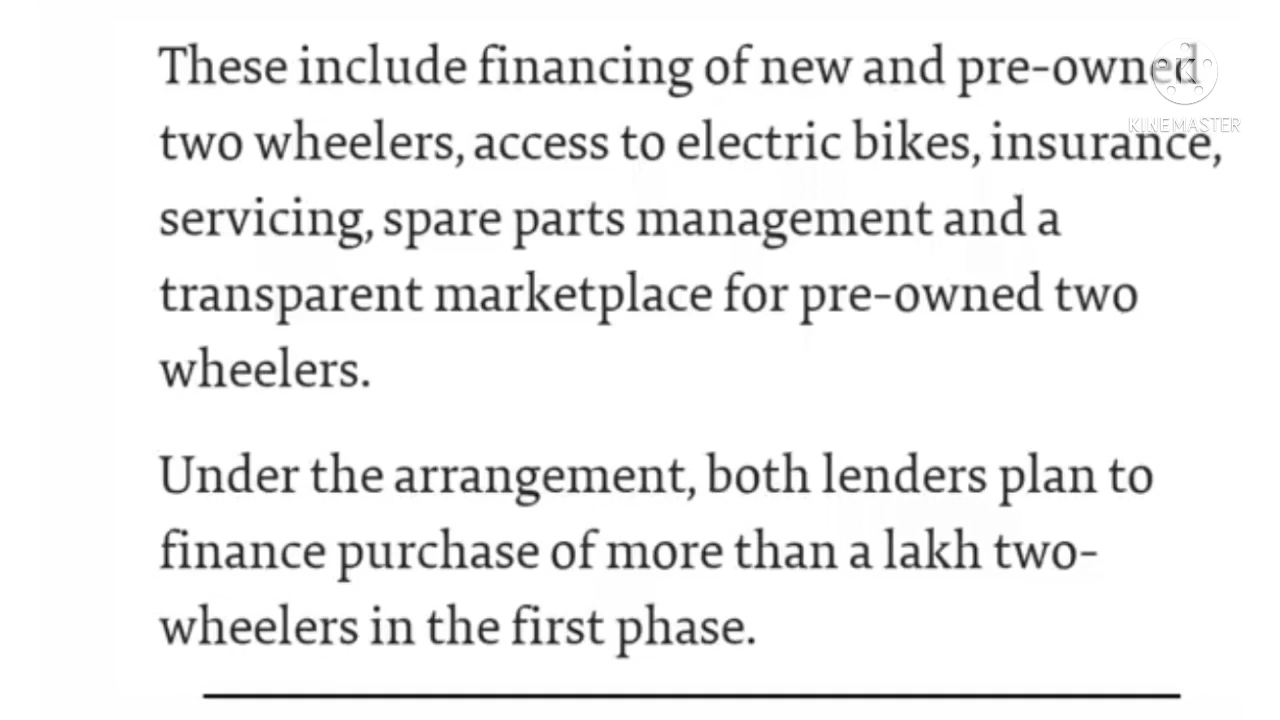 These include financing of new and pre-owned
KINEMASTER
two wheelers, access to electric bikes, insurance,
servicing, spare parts management and a
transparent marketplace for pre-owned two
wheelers.
Under the arrangement, both lenders plan to
finance purchase of more than a lakh two-
wheelers in the first phase.